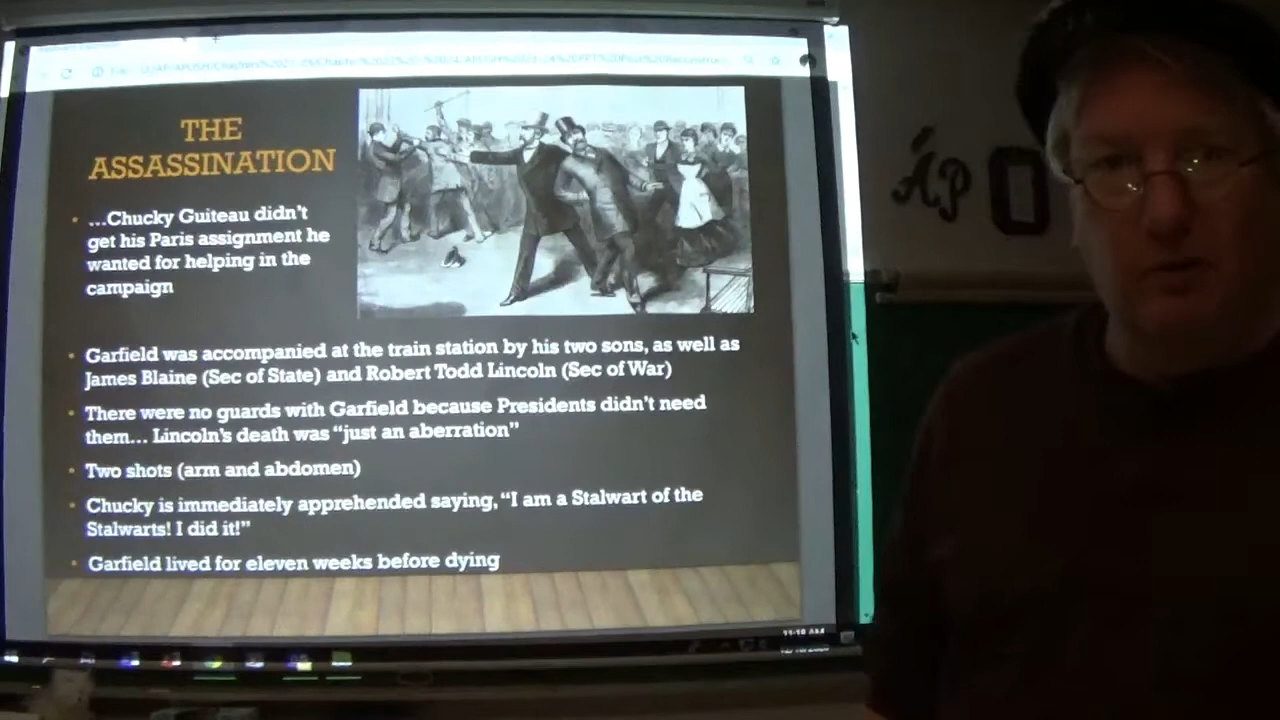 THE
ASSASSINATION
• …Chucky Guiteau didn't
get his Paris assignment he
wanted for helping in the
campaign
• Garfield was accompanied at the train station by his two sons, as well as
James Blaine (Sec of State) and Robert Todd Lincoln (Sec of War)
• There were no guards with Garfield because Presidents didn't need
them… Lincoln's death was "just an aberration"
• Two shots (arm and abdomen)
• Chucky is immediately apprehended saying, "I am a Stalwart of the
Stalwarts! I did it!"
• Garfield lived for eleven weeks before dying
AP